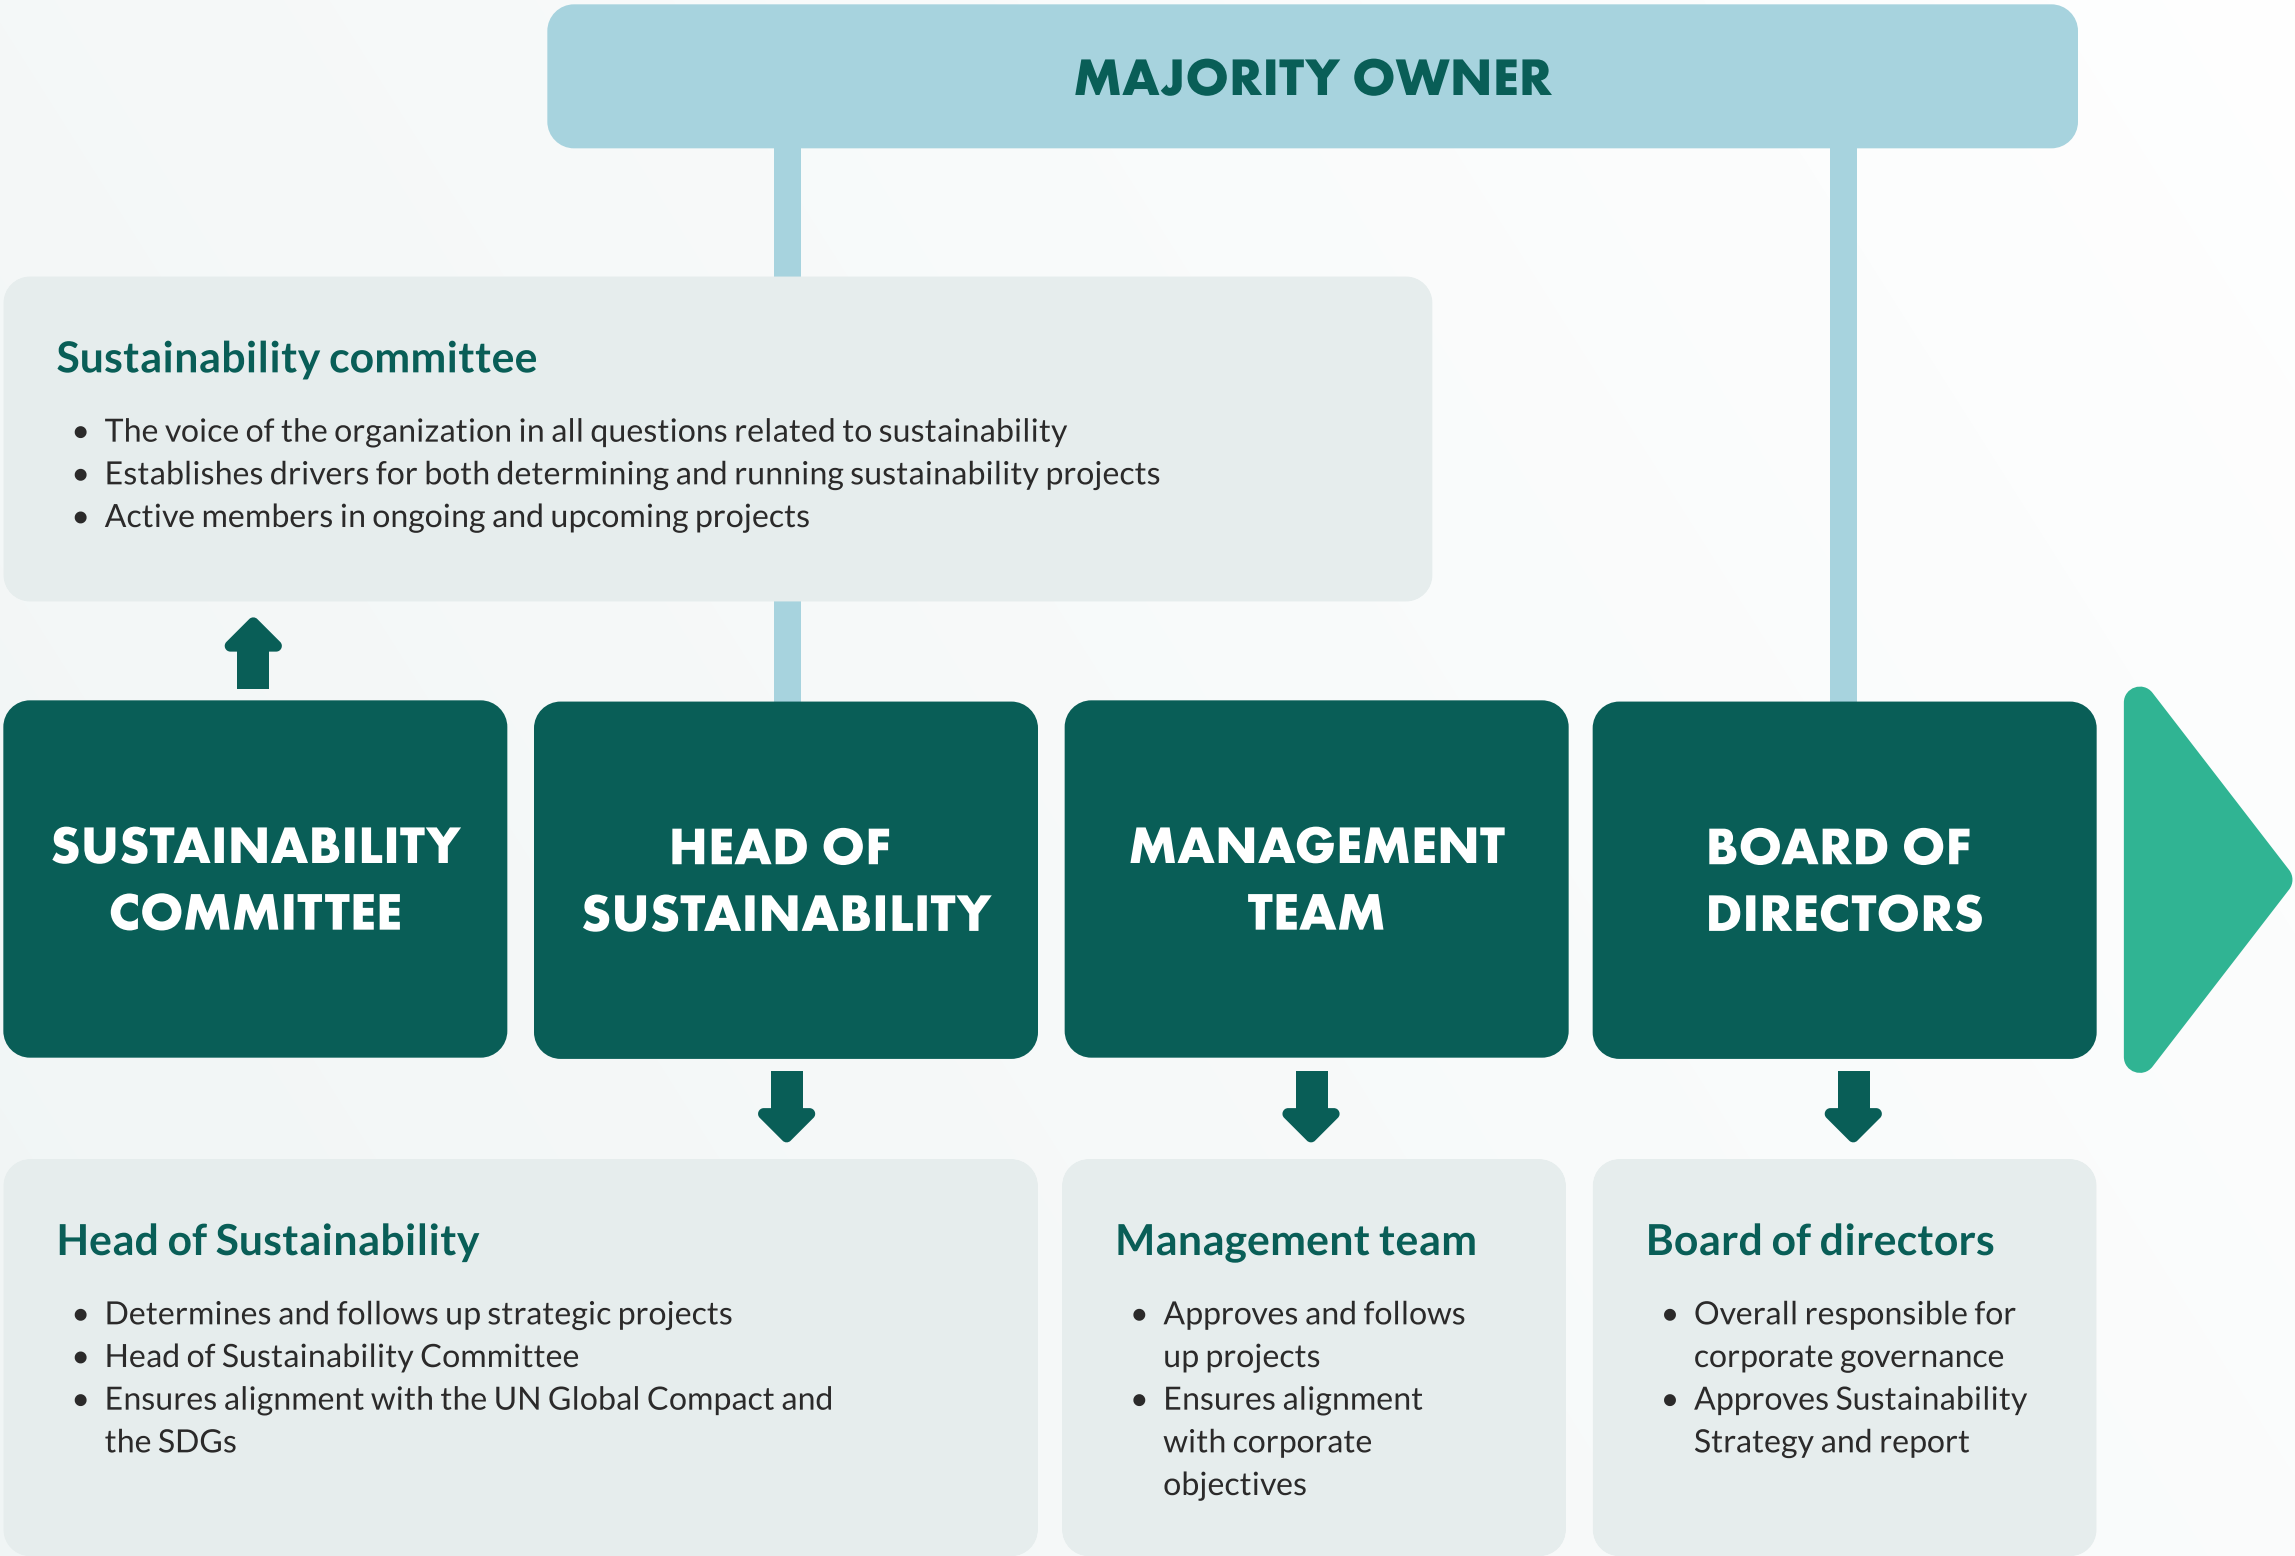 MAJORITY OWNER
Sustainability committee
• The voice of the organization in all questions related to sustainability
• Establishes drivers for both determining and running sustainability projects
• Active members in ongoing and upcoming projects
SUSTAINABILITY
COMMITTEE
HEAD OF
SUSTAINABILITY
MANAGEMENT
TEAM
BOARD OF
DIRECTORS
Head of Sustainability
• Determines and follows up strategic projects
• Head of Sustainability Committee
• Ensures alignment with the UN Global Compact and
the SDGs
Management team
• Approves and follows
up projects
• Ensures alignment
with corporate
objectives
Board of directors
• Overall responsible for
corporate governance
• Approves Sustainability
Strategy and report